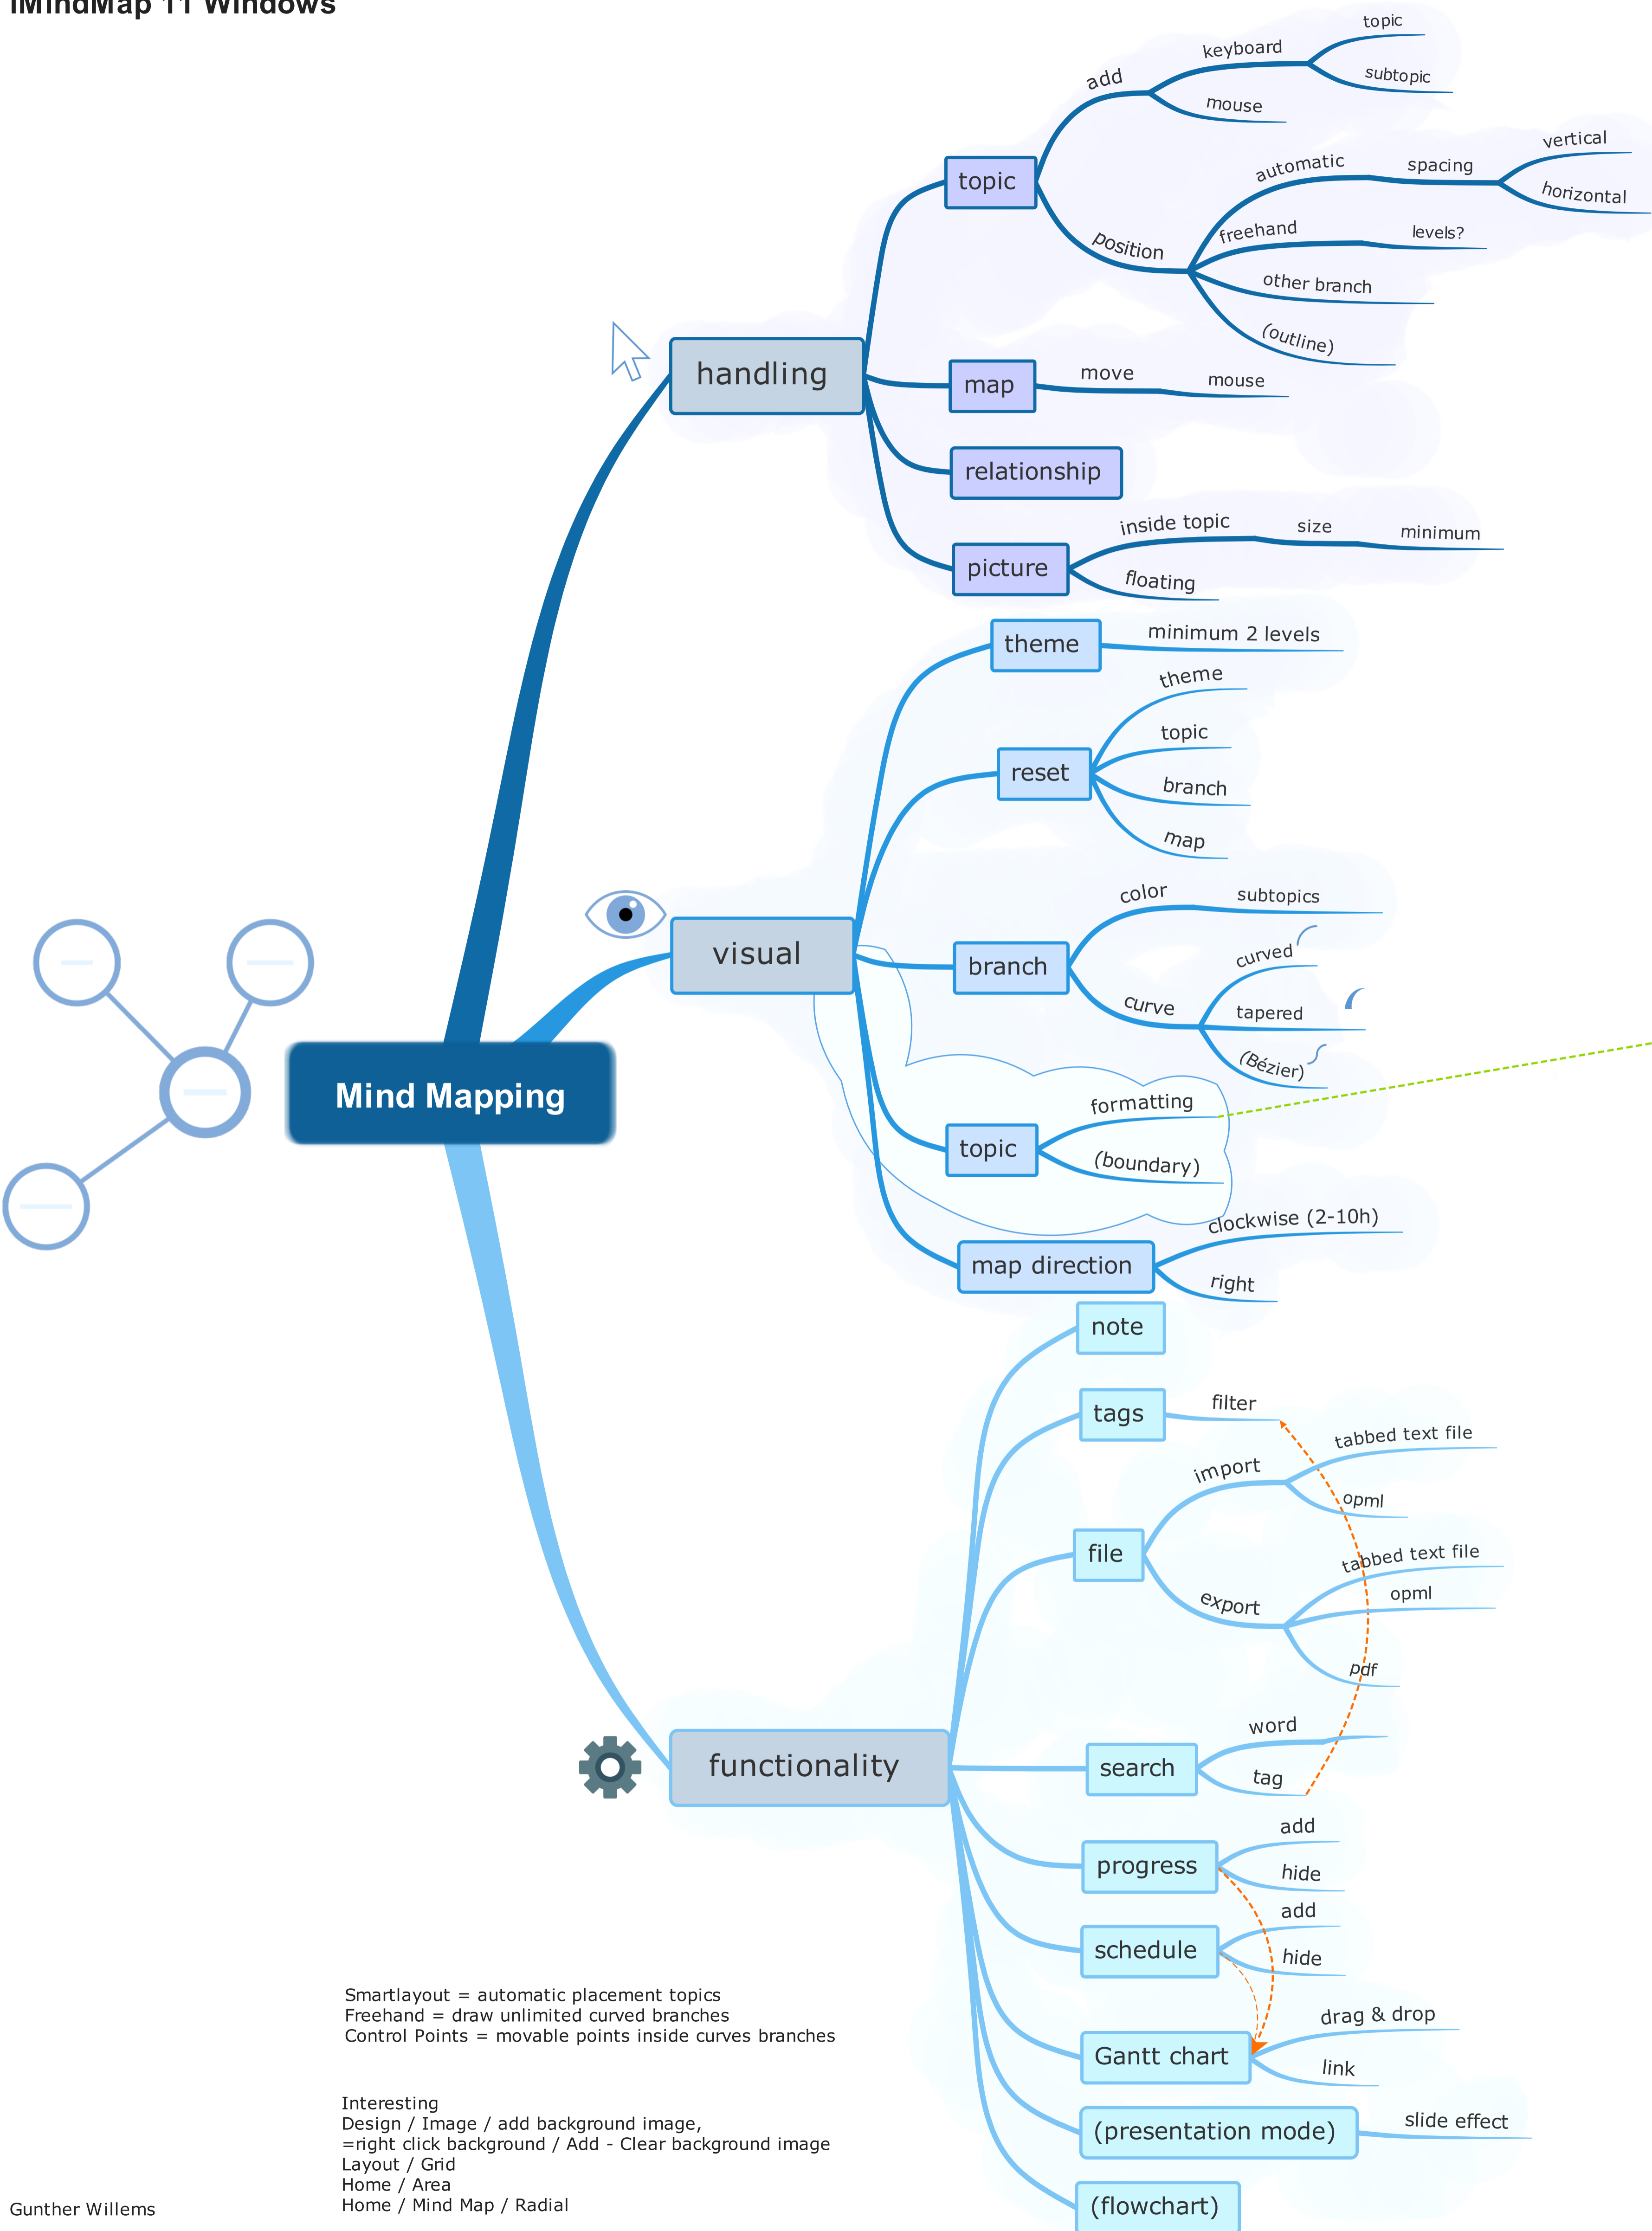 iMindMap 11 Windows
Mind Mapping
handling
topic
add
keyboard
topic
subtopic
mouse
position
automatic
spacing
vertical
horizontal
freehand
levels?
other branch
(outline)
map
move
mouse
relationship
picture
inside topic
size
minimum
floating
visual
theme
minimum 2 levels
reset
theme
topic
branch
map
branch
color
subtopics
curve
curved
tapered
(Bézier)
topic
formatting
(boundary)
map direction
clockwise (2-10h)
right
functionality
note
tags
filter
file
import
tabbed text file
opml
export
tabbed text file
opml
pdf
search
word
tag
progress
add
hide
schedule
add
hide
Gantt chart
drag & drop
link
(presentation mode)
slide effect
(flowchart)
Smartlayout = automatic placement topics
Freehand = draw unlimited curved branches
Control Points = movable points inside curves branches
Interesting
Design / Image / add background image,
=right click background / Add - Clear background image
Layout / Grid
Home / Area
Home / Mind Map / Radial
Gunther Willems